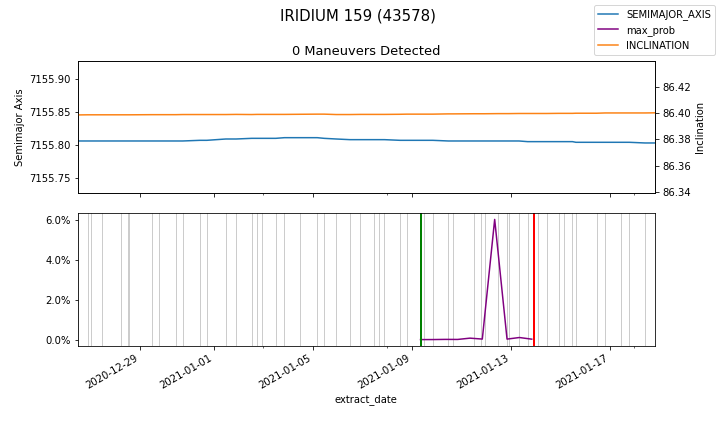 IRIDIUM 159 (43578)
SEMIMAJOR_AXIS
max_prob
INCLINATION
0 Maneuvers Detected
7155.90
7155.85
7155.80
7155.75
Semimajor Axis
86.42
86.40
86.38
86.36
86.34
Inclination
6.0%
4.0%
2.0%
0.0%
2020-12-29
2021-01-01
2021-01-05
2021-01-09
2021-01-13
2021-01-17
extract_date